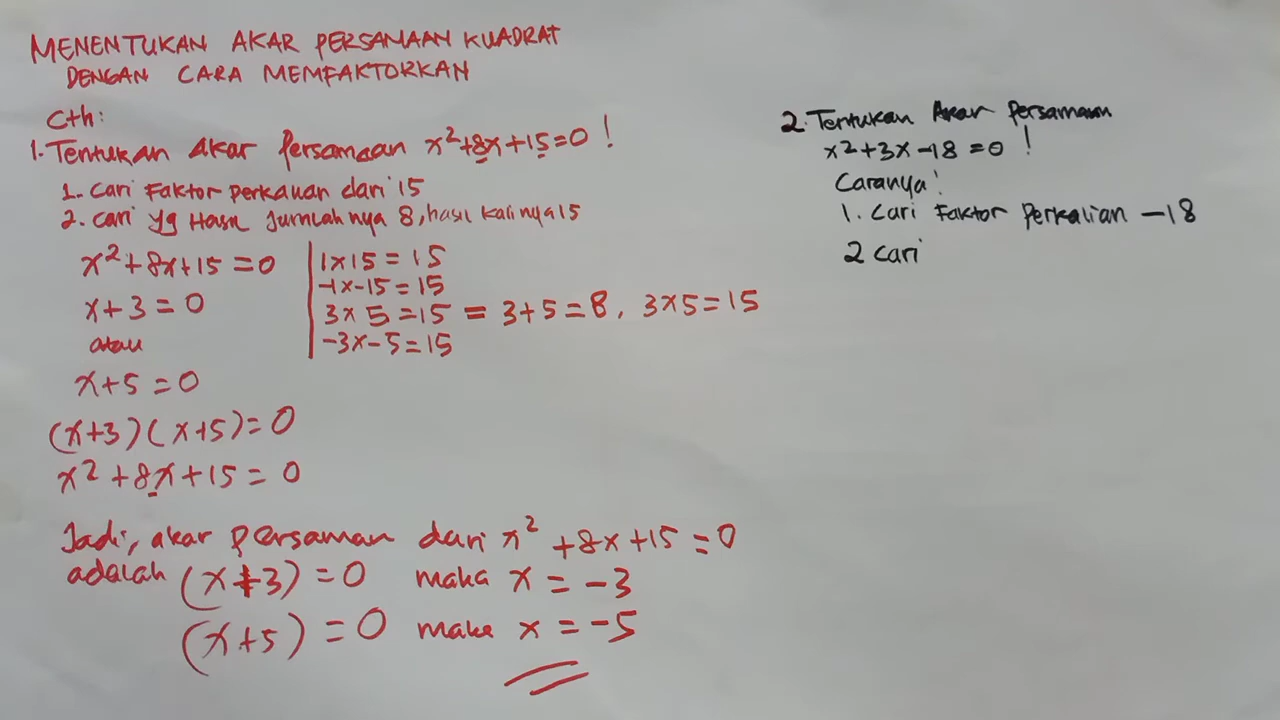 MENENTUKAN AKAR PERSAMAAN KUADRAT
DENGAN CARA MEMFAKTORKAN
Cth:
1. Tentukan Akar Persamaan x²+8x+15=0 !
1. Cari Faktor perkalian dari 15
2. Cari yg Hasil Jumlah nya 8, hasil kalinya 15
x²+8x+15=0
x+3=0
atau
x+5=0
(x+3)(x+5)=0
x²+8x+15=0
1x15=15
-1x-15=15
3x5=15 = 3+5=8, 3x5=15
-3x-5=15
Jadi, akar persaman dari x²+8x+15=0
adalah (x+3)=0 maka x=-3
(x+5)=0 maka x=-5
2. Tentukan Akar Persamaan
x²+3x-18=0 !
Caranya:
1. Cari Faktor Perkalian -18
2 Cari